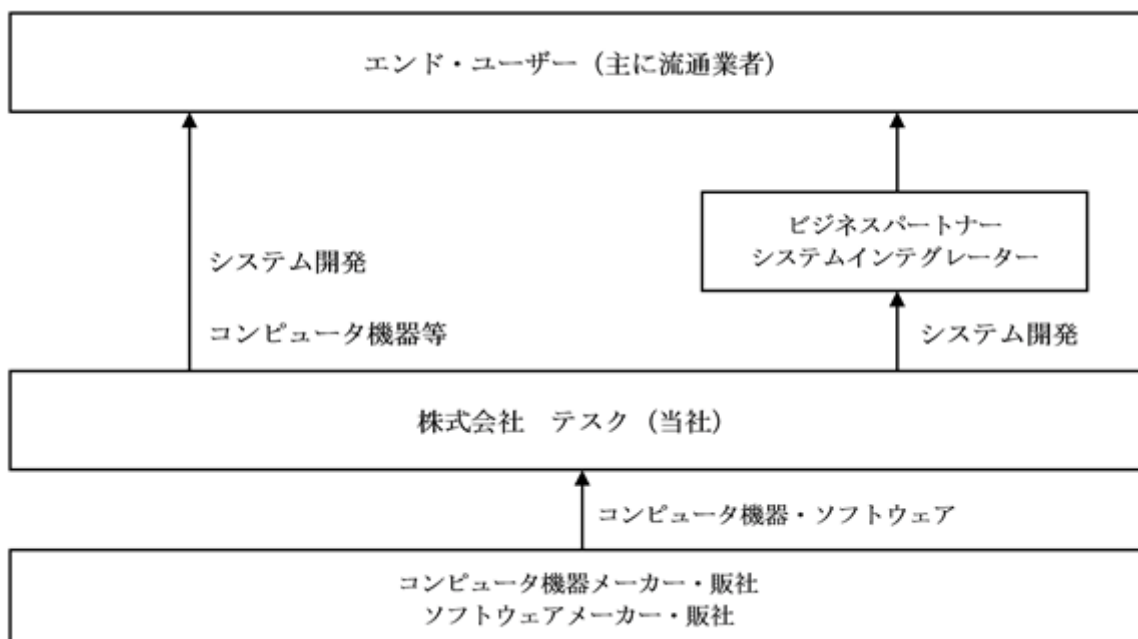 エンド・ユーザー（主に流通業者）
ビジネスパートナー
システムインテグレーター
システム開発
コンピュータ機器等
システム開発
株式会社　テスク（当社）
コンピュータ機器・ソフトウェア
コンピュータ機器メーカー・販社
ソフトウェアメーカー・販社